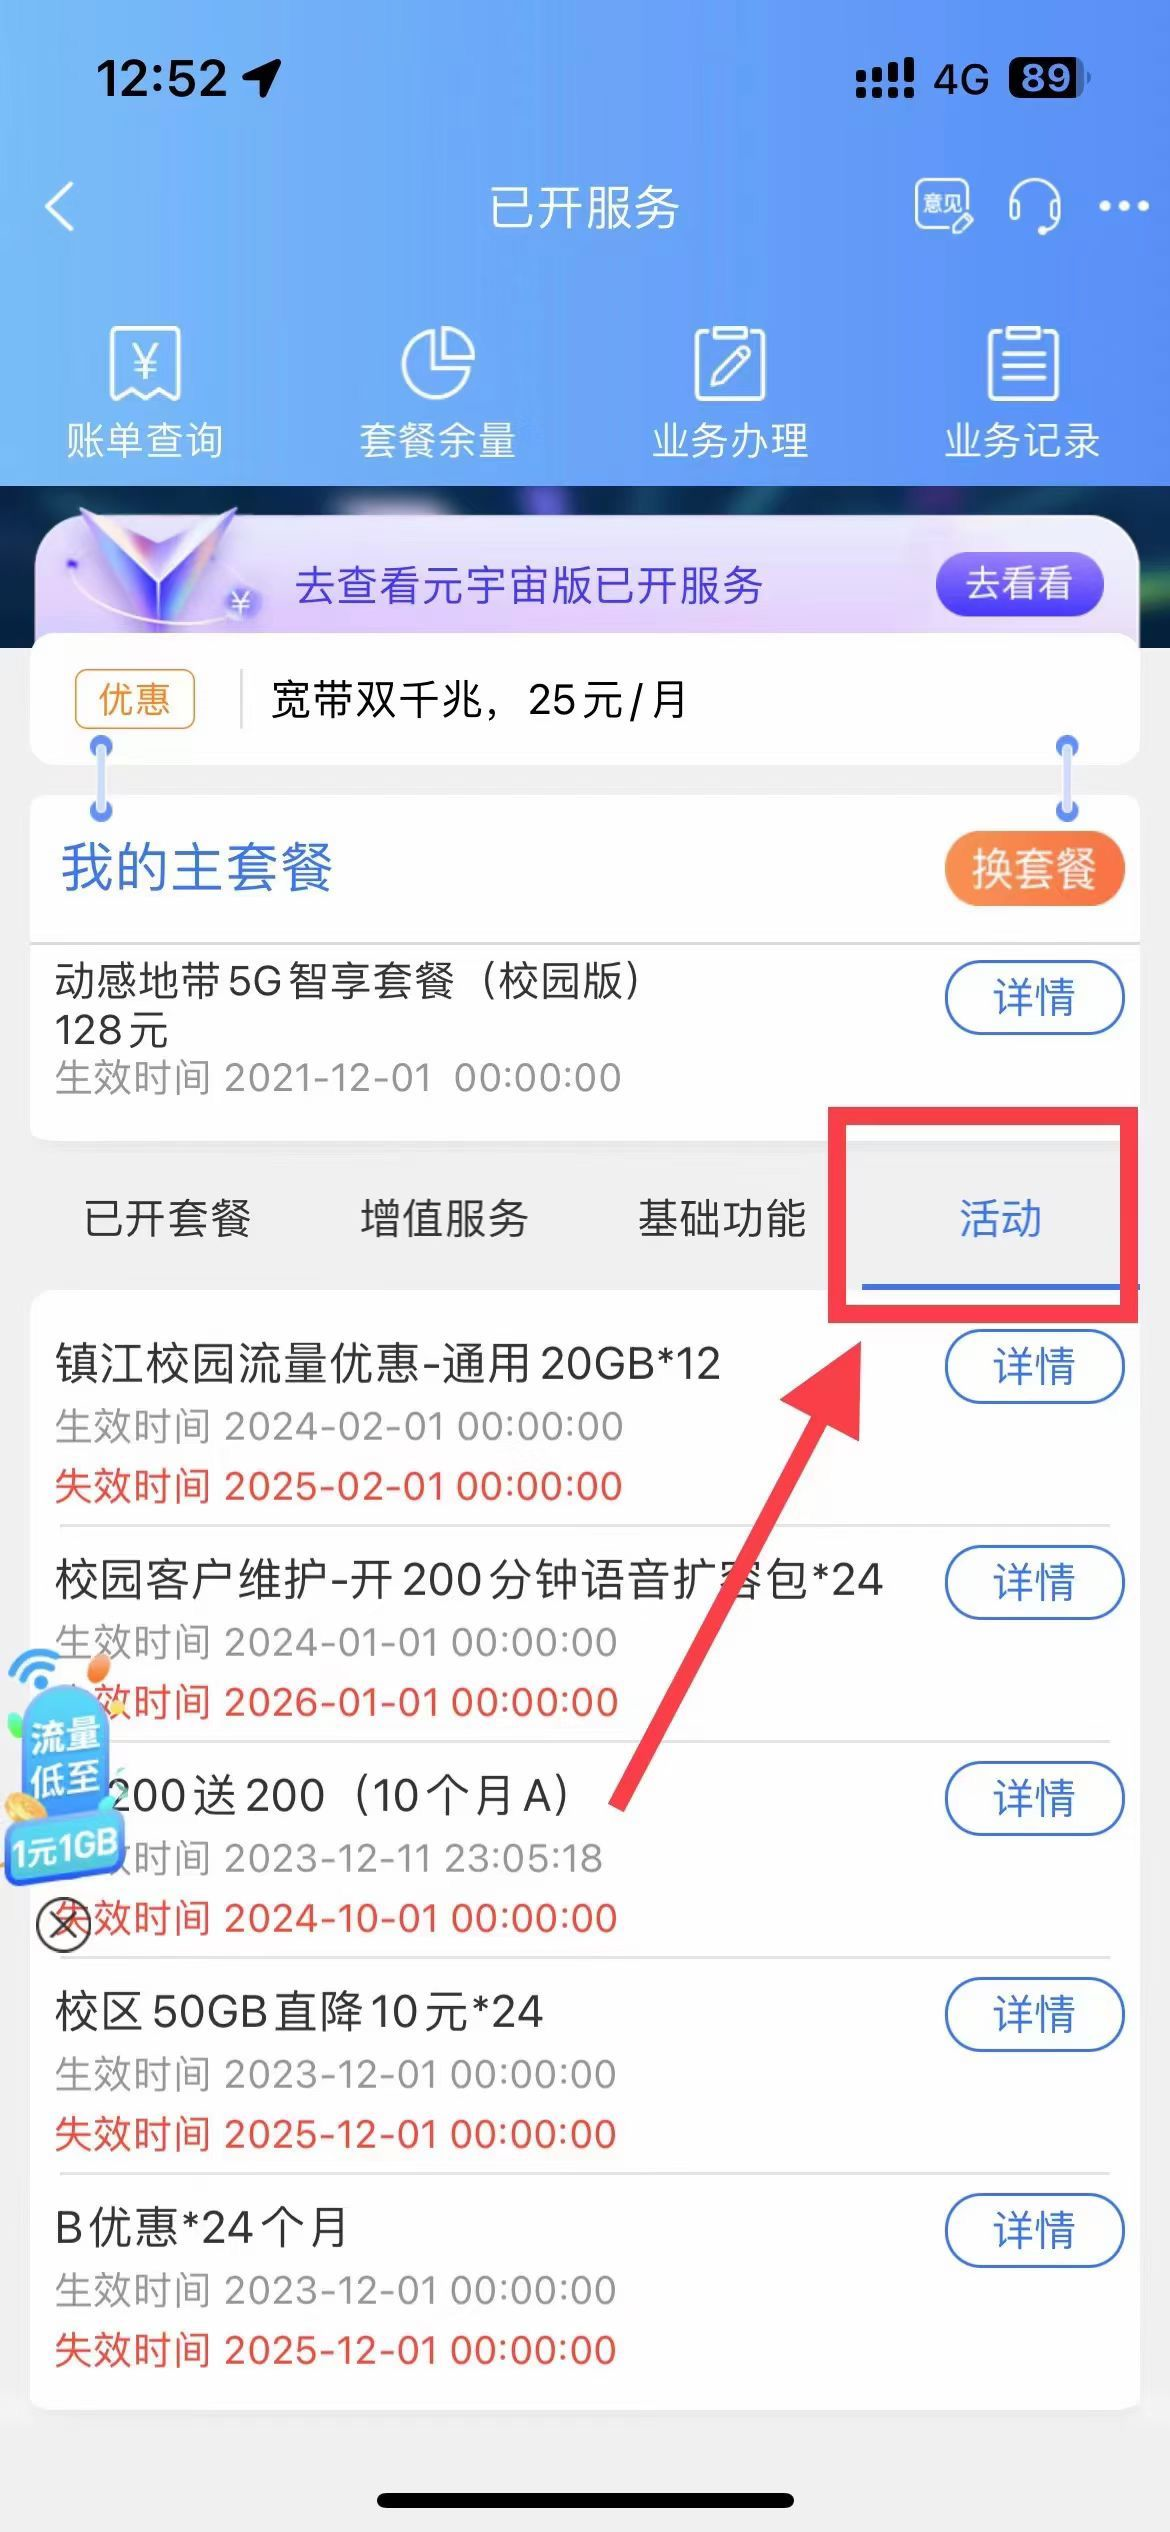 12:52
4G 89
已开服务
意见
账单查询 套餐余量 业务办理 业务记录
去查看元宇宙版已开服务 去看看
优惠 宽带双千兆，25元/月
我的主套餐 换套餐
动感地带5G智享套餐（校园版）
128元
详情
生效时间 2021-12-01 00:00:00
已开套餐 增值服务 基础功能 活动
镇江校园流量优惠-通用20GB*12 详情
生效时间 2024-02-01 00:00:00
失效时间 2025-02-01 00:00:00
校园客户维护-开200分钟语音扩容包*24 详情
生效时间 2024-01-01 00:00:00
效时间 2026-01-01 00:00:00
流量
低至
1元1GB
200送200（10个月A） 详情
时间 2023-12-11 23:05:18
失效时间 2024-10-01 00:00:00
校区50GB直降10元*24 详情
生效时间 2023-12-01 00:00:00
失效时间 2025-12-01 00:00:00
B优惠*24个月 详情
生效时间 2023-12-01 00:00:00
失效时间 2025-12-01 00:00:00